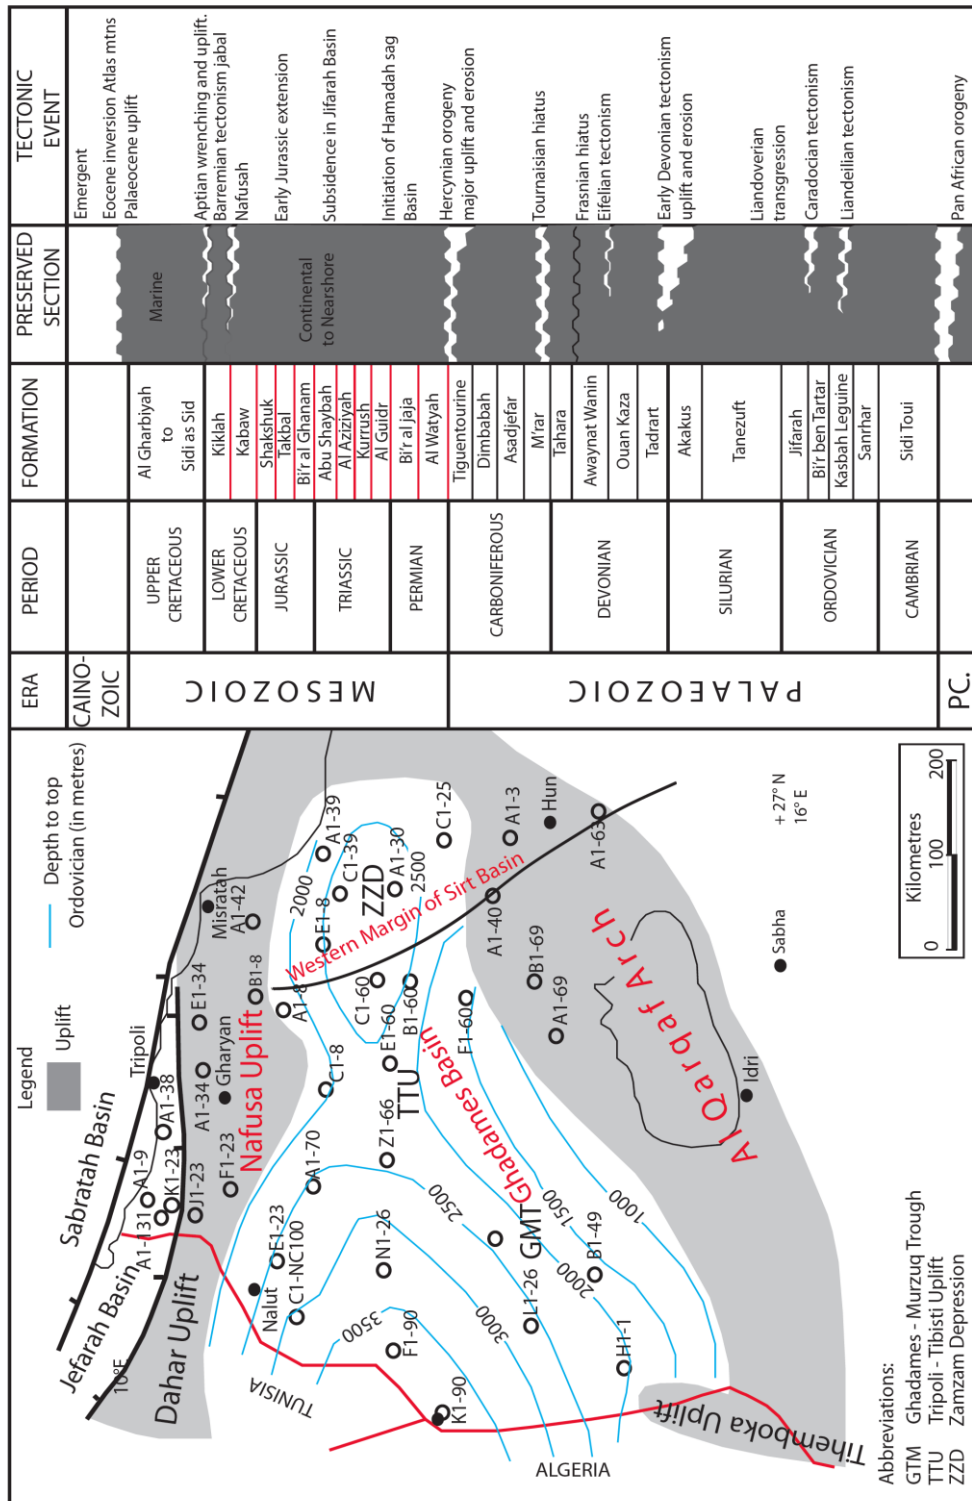 ERA
PERIOD
FORMATION
PRESERVED
SECTION
TECTONIC
EVENT
CAINO-
ZOIC
MESOZOIC
PALAEOZOIC
PC.
UPPER
CRETACEOUS
LOWER
CRETACEOUS
JURASSIC
TRIASSIC
PERMIAN
CARBONIFEROUS
DEVONIAN
SILURIAN
ORDOVICIAN
CAMBRIAN
Al Gharbiyah
to
Sidi as Sid
Kiklah
Kabaw
Shakshuk
Takbal
Bi'r al Ghanam
Abu Shaybah
Al Aziziyah
Kurrush
Al Guidr
Bi'r al jaja
Al Watyah
Tiguentourine
Dimbabah
Asadjefar
M'rar
Tahara
Awaynat Wanin
Ouan Kaza
Tadrart
Akakus
Tanezuft
Jifarah
Bi'r ben Tartar
Kasbah Leguine
Sanrhar
Sidi Toui
Marine
Continental
to Nearshore
Emergent
Eocene inversion Atlas mtns
Palaeocene uplift
Aptian wrenching and uplift.
Barremian tectonism jabal
Nafusah
Early Jurassic extension
Subsidence in Jifarah Basin
Initiation of Hamadah sag
Basin
Hercynian orogeny
major uplift and erosion
Tournaisian hiatus
Frasnian hiatus
Eifelian tectonism
Early Devonian tectonism
uplift and erosion
Liandoverian
transgression
Caradocian tectonism
Liandeilian tectonism
Pan African orogeny
Legend
Uplift
Depth to top
Ordovician (in metres)
Sabratah Basin
Jefarah Basin
10°E
Dahar Uplift
Nafusa Uplift
Tripoli
Misratah
Gharyan
Nalut
A1-9
A1-131
K1-23
A1-38
J1-23
F1-23
A1-34
E1-34
A1-42
B1-8
A1-8
E1-8
A1-39
C1-39
2000
ZZD
A1-30
2500
C1-25
Western Margin of Sirt Basin
A1-3
Hun
A1-63
A1-40
C1-60
B1-60
E1-60
F1-60
B1-69
A1-69
C1-8
TTU
A1-70
Z1-66
E1-23
C1-NC100
N1-26
2500
Ghadames Basin
TUNISIA
3500
F1-90
K1-90
3000
L1-26
GMT
2000
1500
1000
B1-49
H1-1
ALGERIA
Tihemboka Uplift
Al Qarqaf Arch
Idri
Sabha
+ 27° N
16° E
Kilometres
0
100
200
Abbreviations:
GTM Ghadames - Murzuq Trough
TTU Tripoli - Tibisti Uplift
ZZD Zamzam Depression